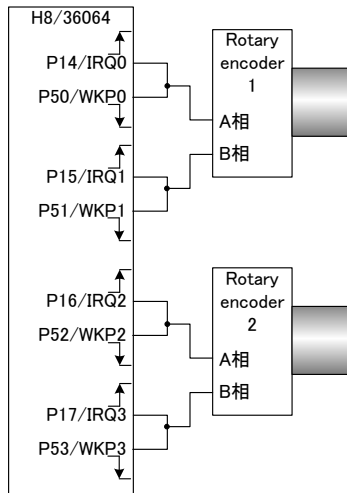 H8/36064
P14/IRQ0
P50/WKP0
P15/IRQ1
P51/WKP1
P16/IRQ2
P52/WKP2
P17/IRQ3
P53/WKP3
Rotary
encoder
1
A相
B相
Rotary
encoder
2
A相
B相